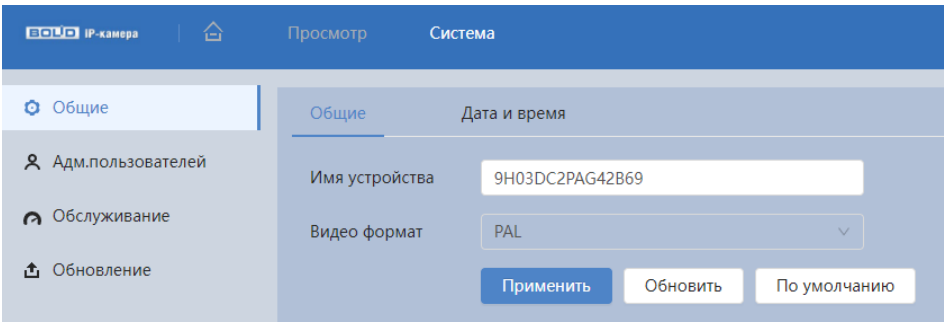 BOLID IP-камера Просмотр Система
Общие
Адм.пользователей
Обслуживание
Обновление
Общие Дата и время
Имя устройства 9H03DC2PAG42B69
Видео формат PAL
Применить Обновить По умолчанию